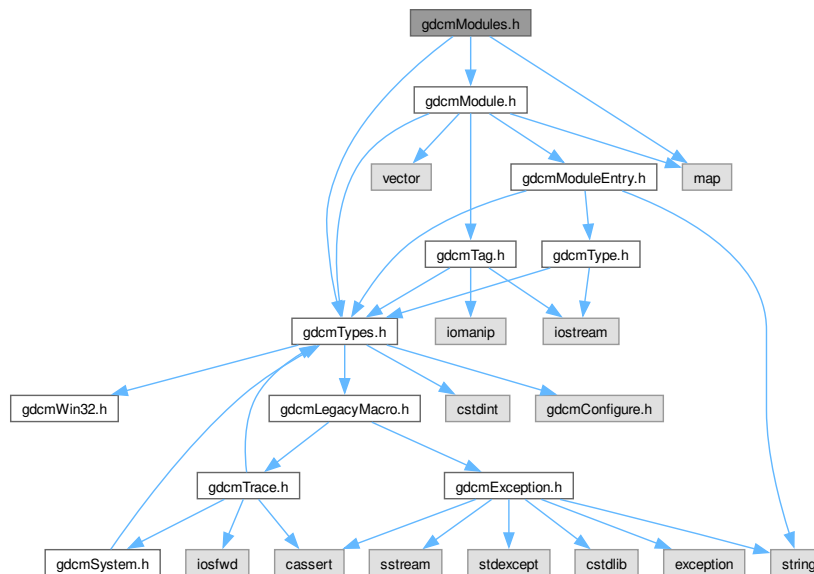 gdcmModules.h
gdcmModule.h
vector
gdcmModuleEntry.h
map
gdcmTag.h
gdcmType.h
gdcmTypes.h
iomanip
iostream
gdcmWin32.h
gdcmLegacyMacro.h
cstdint
gdcmConfigure.h
gdcmTrace.h
gdcmException.h
gdcmSystem.h
iosfwd
cassert
sstream
stdexcept
cstdlib
exception
string